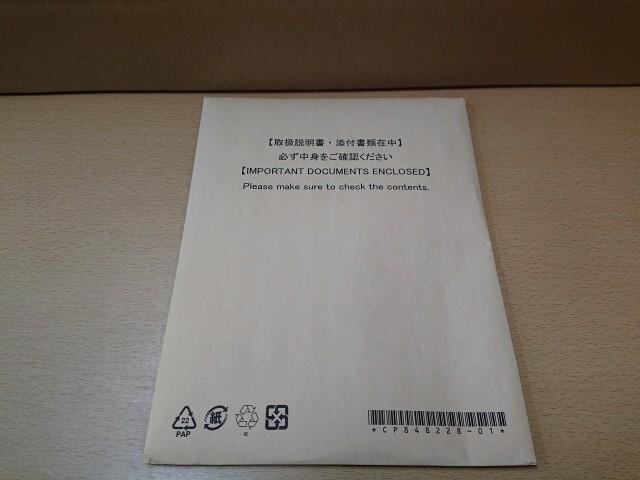 【取扱説明書・添付書類在中】
必ず中身をご確認ください
【IMPORTANT DOCUMENTS ENCLOSED】
Please make sure to check the contents.
22
PAP
紙
*CP848228-01*